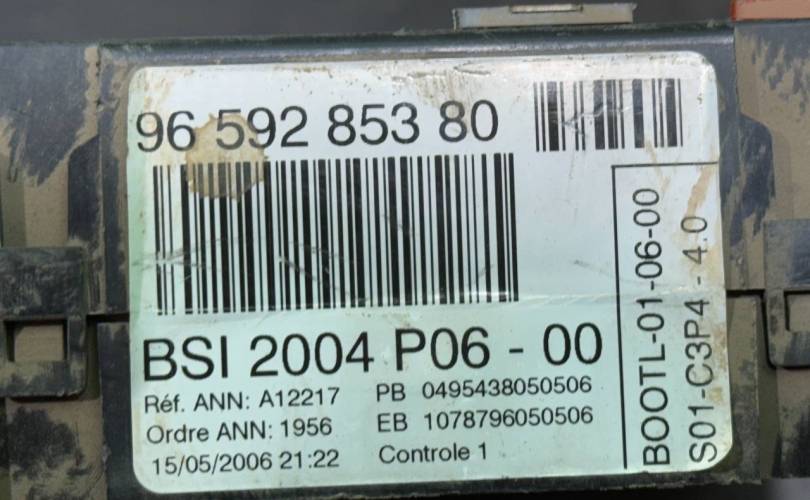 96 592 853 80
BSI 2004 P06 - 00
Réf. ANN: A12217 PB 0495438050506
Ordre ANN: 1956 EB 1078796050506
15/05/2006 21:22 Controle 1
BOOTL-01-06-00
S01-C3P4 - 4.0